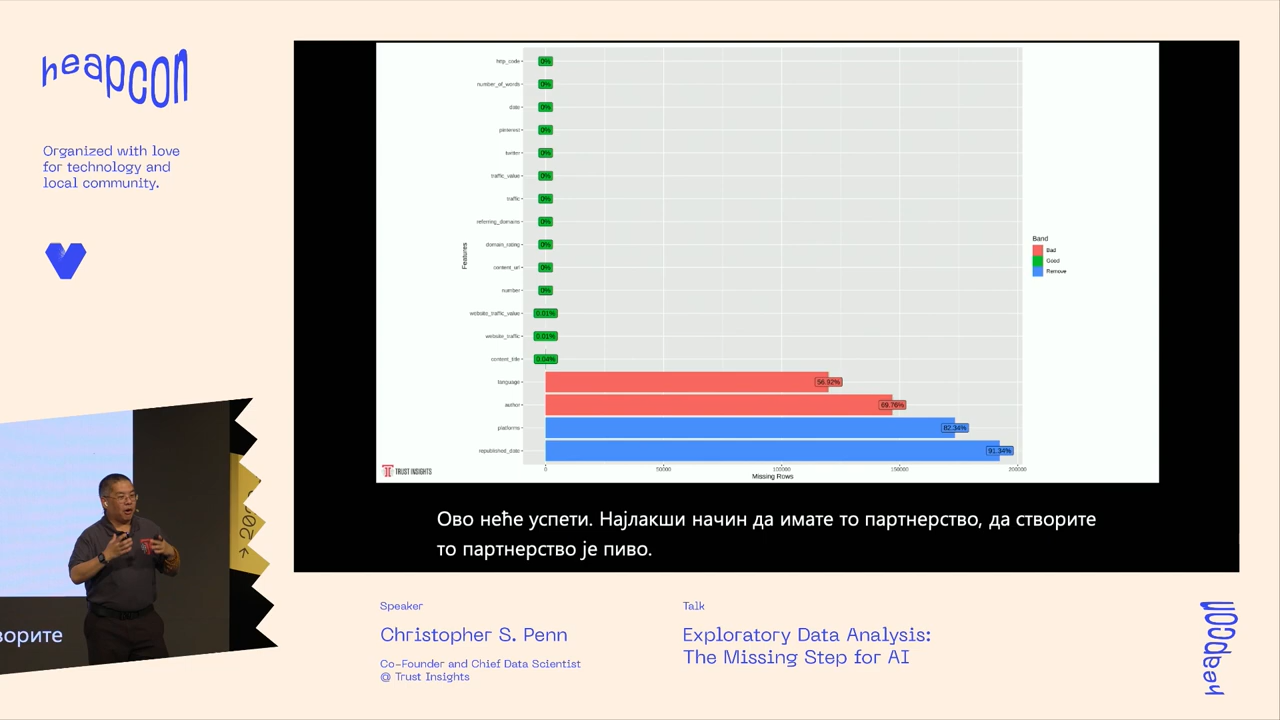 heapcon
Organized with love
for technology and
local community.
http_code
0%
number_of_words
0%
date
0%
pinterest
0%
twitter
0%
traffic_value
0%
traffic
0%
referring_domains
0%
domain_rating
0%
content_url
0%
number
0%
website_traffic_value
0.01%
website_traffic
0.01%
content_title
0.04%
language
56.92%
author
69.76%
platforms
82.34%
republished_date
91.34%
Features
0 50000 100000 150000 200000
Missing Rows
Band
Bad
Good
Remove
TRUST INSIGHTS
Ово неће успети. Најлакши начин да имате то партнерство, да створите
то партнерство је пиво.
ворите
Speaker
Christopher S. Penn
Co-Founder and Chief Data Scientist
@ Trust Insights
Talk
Exploratory Data Analysis:
The Missing Step for AI
heapcon